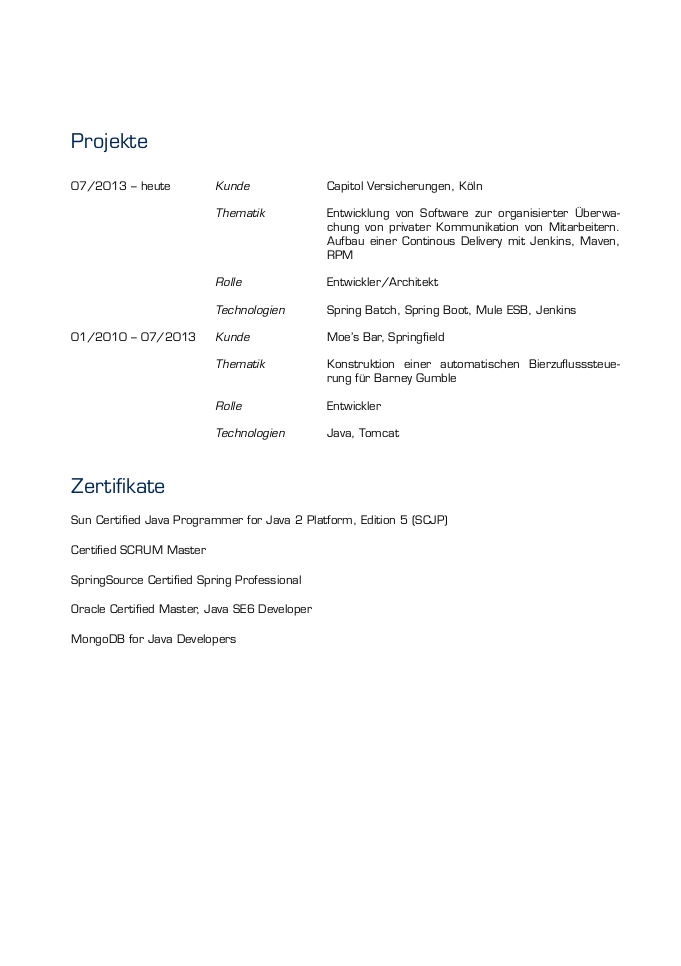 Projekte
07/2013 – heute Kunde Capitol Versicherungen, Köln
Thematik Entwicklung von Software zur organisierter Überwa-
chung von privater Kommunikation von Mitarbeitern.
Aufbau einer Continous Delivery mit Jenkins, Maven,
RPM
Rolle Entwickler/Architekt
Technologien Spring Batch, Spring Boot, Mule ESB, Jenkins
01/2010 – 07/2013 Kunde Moe's Bar, Springfield
Thematik Konstruktion einer automatischen Bierzuflusssteue-
rung für Barney Gumble
Rolle Entwickler
Technologien Java, Tomcat
Zertifikate
Sun Certified Java Programmer for Java 2 Platform, Edition 5 (SCJP)
Certified SCRUM Master
SpringSource Certified Spring Professional
Oracle Certified Master, Java SE6 Developer
MongoDB for Java Developers